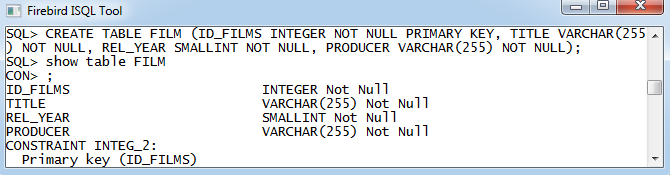 Firebird ISQL Tool
SQL> CREATE TABLE FILM (ID_FILMS INTEGER NOT NULL PRIMARY KEY, TITLE VARCHAR(255
) NOT NULL, REL_YEAR SMALLINT NOT NULL, PRODUCER VARCHAR(255) NOT NULL);
SQL> show table FILM
CON> ;
ID_FILMS INTEGER Not Null
TITLE VARCHAR(255) Not Null
REL_YEAR SMALLINT Not Null
PRODUCER VARCHAR(255) Not Null
CONSTRAINT INTEG_2:
Primary key (ID_FILMS)